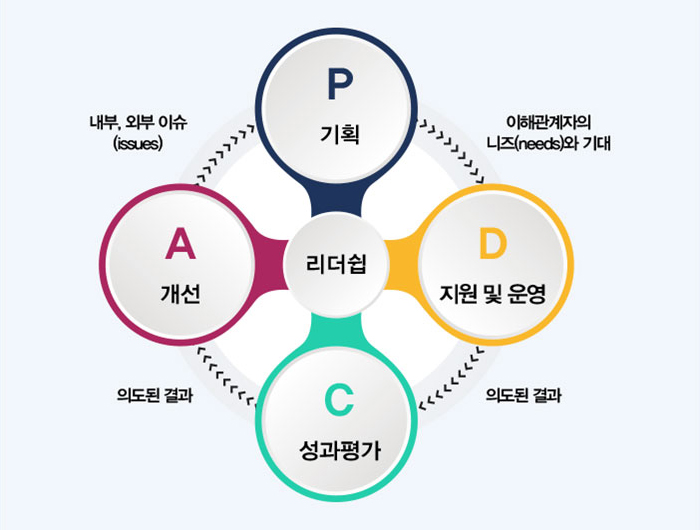 P
기획
내부, 외부 이슈
(issues)
이해관계자의
니즈(needs)와 기대
A
개선
리더쉽
D
지원 및 운영
의도된 결과
의도된 결과
C
성과평가